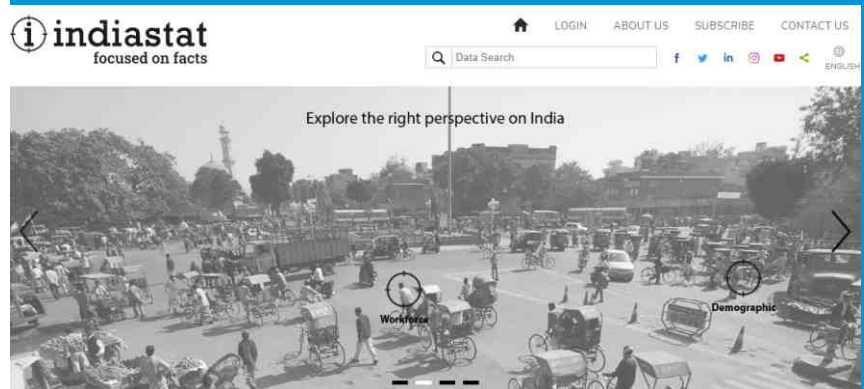 indiastat
focused on facts
LOGIN ABOUT US SUBSCRIBE CONTACT US
Data Search
ENGLISH
Explore the right perspective on India
Workforce
Demographic